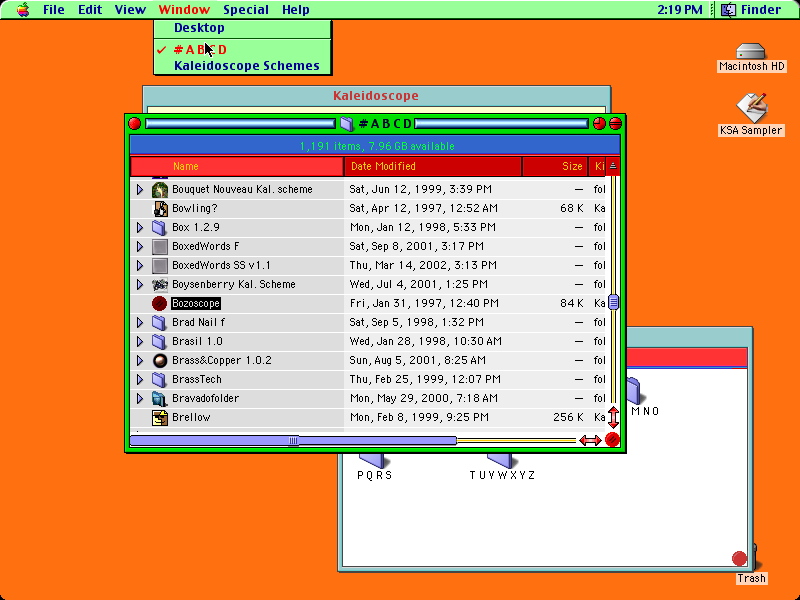 File Edit View Window Special Help 2:19 PM Finder
Desktop
✓ #ABCD
Kaleidoscope Schemes
Macintosh HD
KSA Sampler
Kaleidoscope
#ABCD
1,191 items, 7.96 GB available
Name Date Modified Size Ki
Bouquet Nouveau Kal. scheme Sat, Jun 12, 1999, 3:39 PM — fol
Bowling? Sat, Apr 12, 1997, 12:52 AM 68 K Ka
Box 1.2.9 Mon, Jan 12, 1998, 5:33 PM — fol
BoxedWords F Sat, Sep 8, 2001, 3:17 PM — fol
BoxedWords SS v1.1 Thu, Mar 14, 2002, 3:13 PM — fol
Boysenberry Kal. Scheme Wed, Jul 4, 2001, 1:25 PM — fol
Bozoscope Fri, Jan 31, 1997, 12:40 PM 84 K Ka
Brad Nail f Sat, Sep 5, 1998, 1:32 PM — fol
Brasil 1.0 Wed, Jan 28, 1998, 10:30 AM — fol
Brass&Copper 1.0.2 Sun, Aug 5, 2001, 8:25 AM — fol
BrassTech Thu, Feb 25, 1999, 12:07 PM — fol
Bravadofolder Mon, May 29, 2000, 7:18 AM — fol
Brellow Mon, Feb 8, 1999, 9:25 PM 256 K Ka
MNO
PQRS TUVWXYZ
Trash